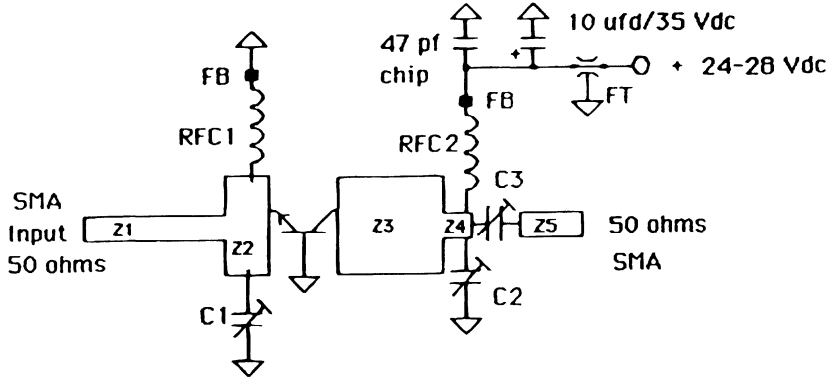 10 ufd/35 Vdc
47 pf
chip
+
+ 24-28 Vdc
FB
FB
FT
RFC1
RFC2
C3
SMA
Input
50 ohms
Z1
Z2
Z3
Z4
Z5
50 ohms
SMA
C1
C2